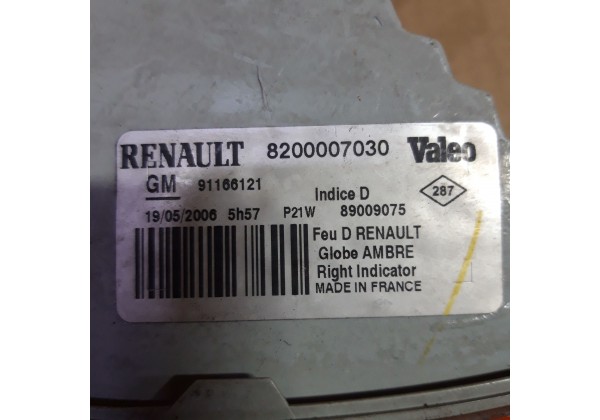 RENAULT 8200007030 Valeo
GM 91166121 Indice D 287
19/05/2006 5h57 P21W 89009075
Feu D RENAULT
Globe AMBRE
Right Indicator
MADE IN FRANCE